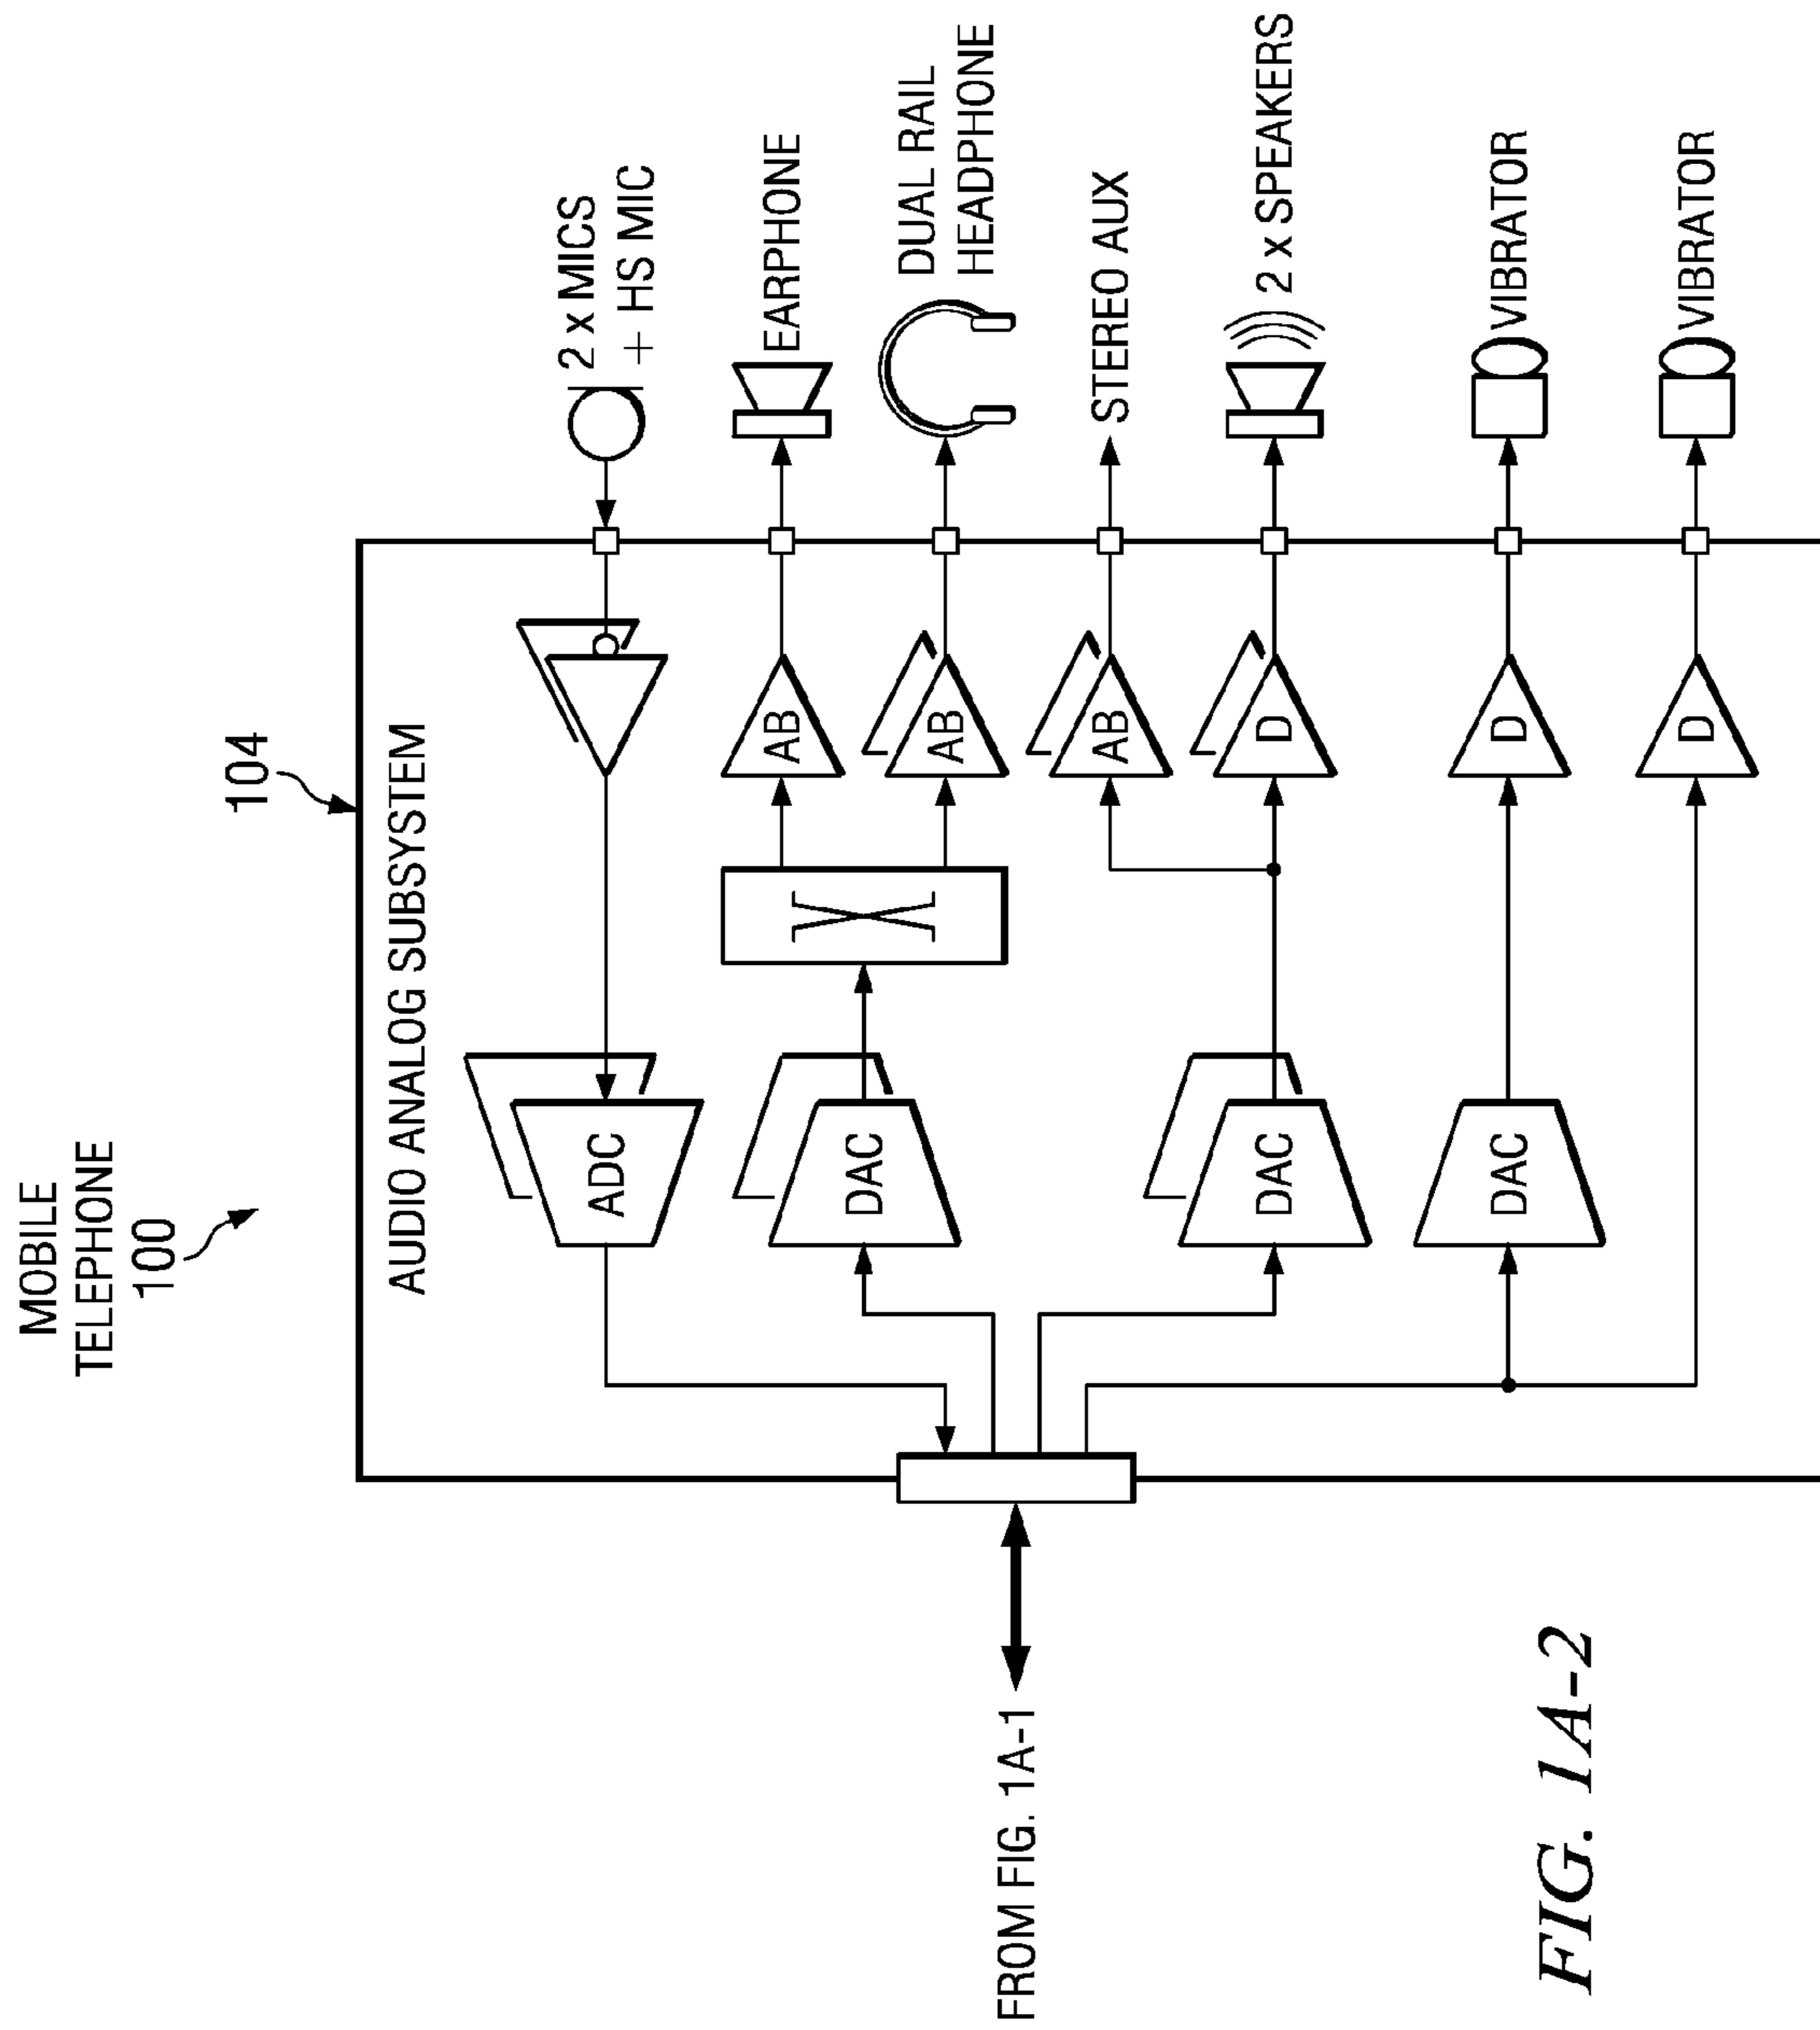 MOBILE
TELEPHONE
100
104
AUDIO ANALOG SUBSYSTEM
2 x MICS
+ HS MIC
ADC
EARPHONE
AB
DAC
DUAL RAIL
HEADPHONE
AB
FROM FIG. 1A-1
STEREO AUX
AB
DAC
D
2 x SPEAKERS
DAC
D
VIBRATOR
D
VIBRATOR
FIG. 1A-2